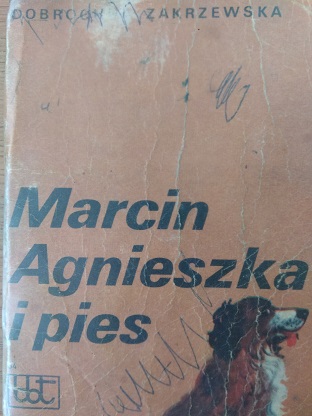 ZAKRZEWSKA
Marcin
Agnieszka
i pies